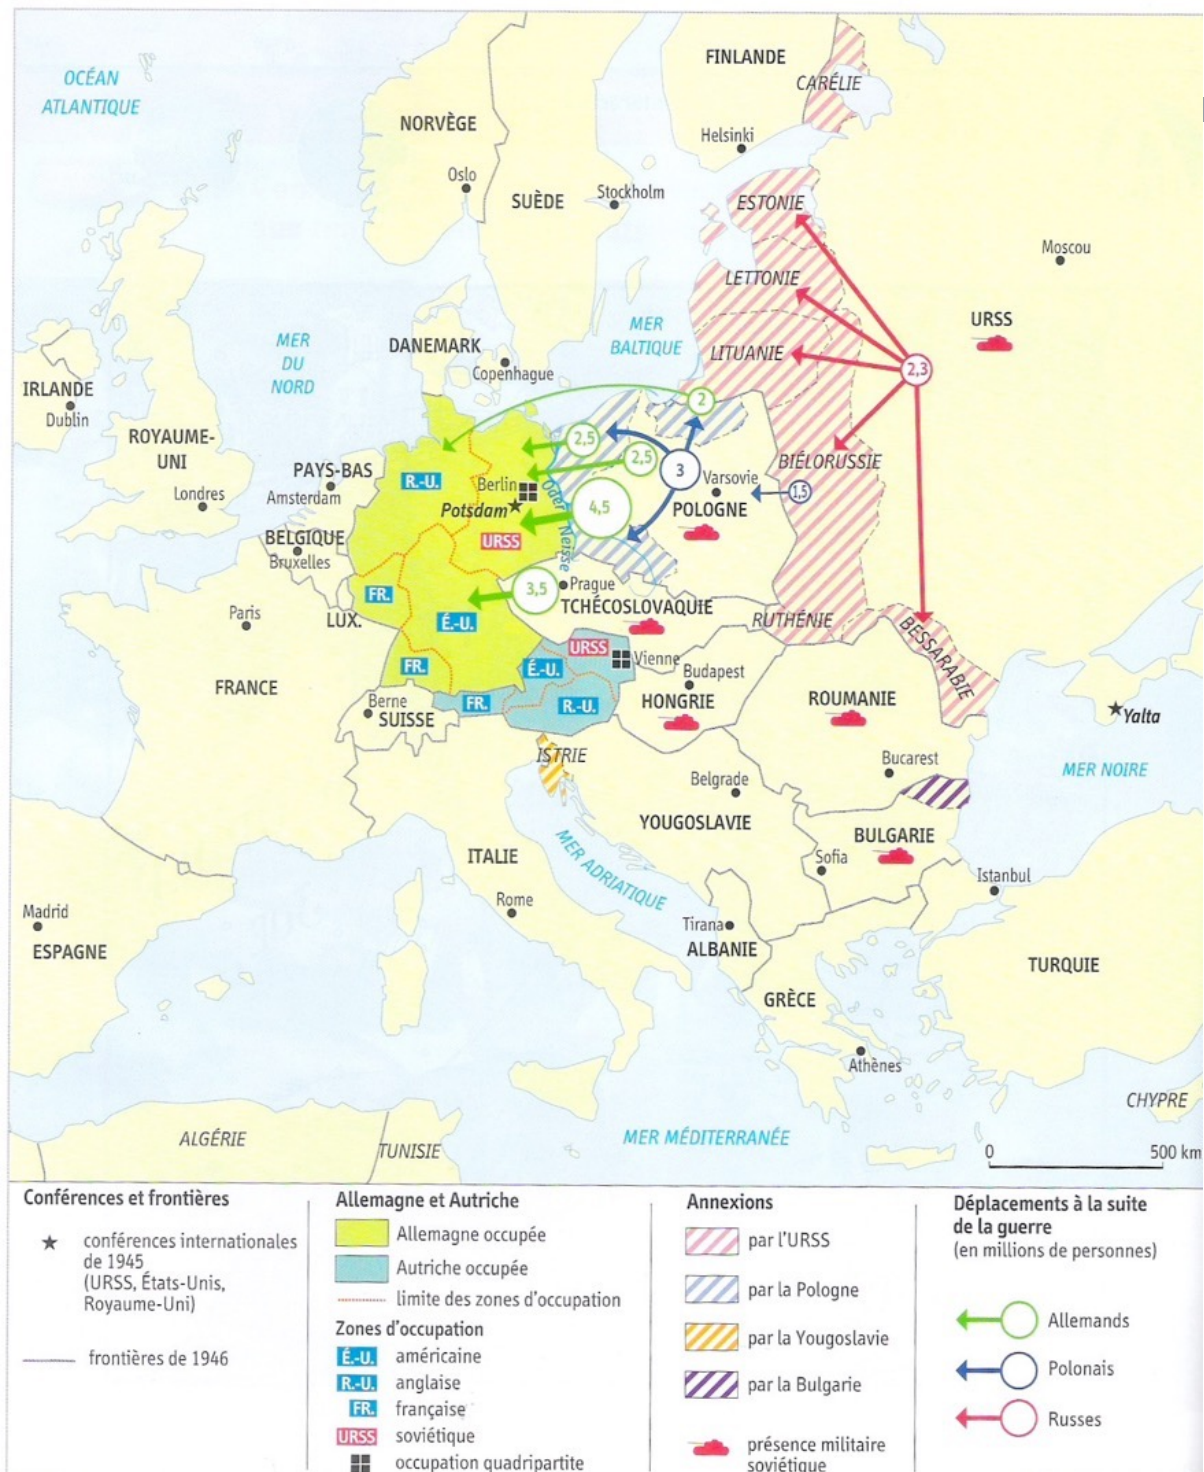 OCÉAN
ATLANTIQUE
FINLANDE
CARÉLIE
NORVÈGE
Helsinki
Oslo
SUÈDE
Stockholm
ESTONIE
Moscou
LETTONIE
URSS
MER
DU
NORD
MER
BALTIQUE
DANEMARK
Copenhague
LITUANIE
2,3
IRLANDE
Dublin
ROYAUME-
UNI
Londres
2
2,5
2,5
3
BIÉLORUSSIE
PAYS-BAS
Amsterdam
R.-U.
Berlin
Potsdam
Oder
Neisse
4,5
Varsovie
1,5
POLOGNE
BELGIQUE
Bruxelles
URSS
3,5
Prague
TCHÉCOSLOVAQUIE
FR.
LUX.
É.-U.
Paris
RUTHÉNIE
BESSARABIE
URSS
Vienne
FR.
É.-U.
FRANCE
Budapest
HONGRIE
ROUMANIE
Berne
SUISSE
FR.
R.-U.
Yalta
ISTRIE
Bucarest
MER NOIRE
Belgrade
YOUGOSLAVIE
BULGARIE
Sofia
ITALIE
MER ADRIATIQUE
Istanbul
Madrid
ESPAGNE
Rome
Tirana
ALBANIE
TURQUIE
GRÈCE
Athènes
CHYPRE
ALGÉRIE
TUNISIE
MER MÉDITERRANÉE
0 500 km
Conférences et frontières
conférences internationales
de 1945
(URSS, États-Unis,
Royaume-Uni)
frontières de 1946
Allemagne et Autriche
Allemagne occupée
Autriche occupée
limite des zones d'occupation
Zones d'occupation
É.-U. américaine
R.-U. anglaise
FR. française
URSS soviétique
occupation quadripartite
Annexions
par l'URSS
par la Pologne
par la Yougoslavie
par la Bulgarie
présence militaire
soviétique
Déplacements à la suite
de la guerre
(en millions de personnes)
Allemands
Polonais
Russes